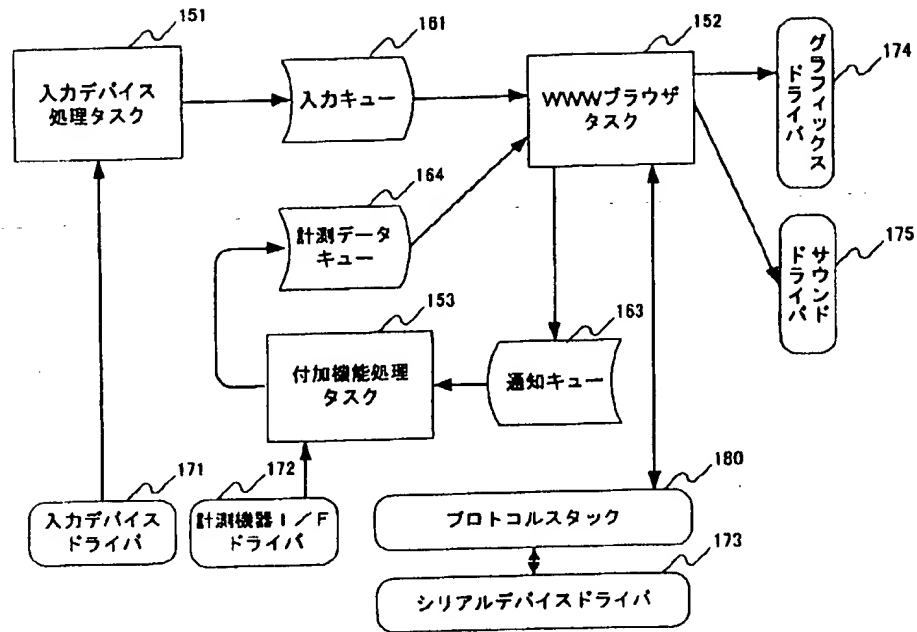 151
入力デバイス
処理タスク
161
入力キュー
152
WWWブラウザ
タスク
グラフィックス
ドライバ
174
164
計測データ
キュー
サウンド
ドライバ
175
153
付加機能処理
タスク
163
通知キュー
171
入力デバイス
ドライバ
172
計測機器I/F
ドライバ
180
プロトコルスタック
173
シリアルデバイスドライバ